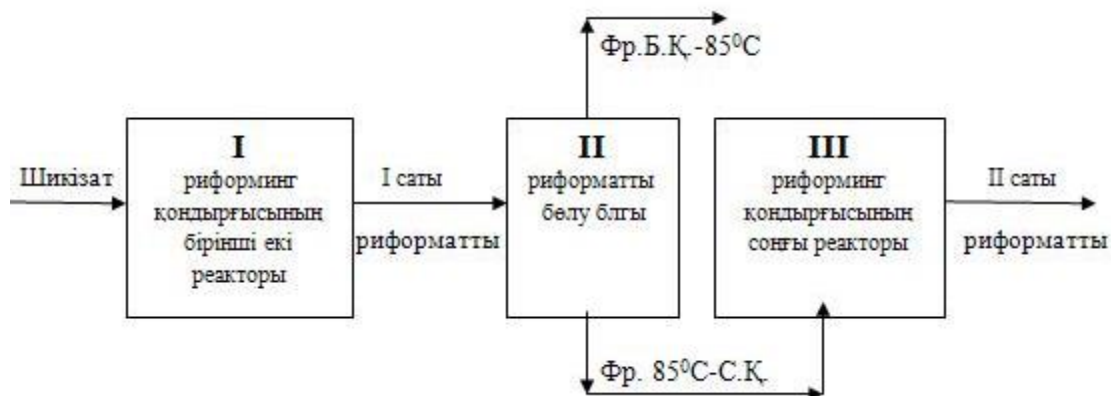 Фр.Б.Қ.-85⁰С
Шикізат
I
риформинг
қондырғысының
бірінші екі
реакторы
I саты
риформатты
II
риформатты
бөлу блгы
III
риформинг
қондырғысының
соңғы реакторы
II саты
риформатты
Фр. 85⁰С-С.Қ.